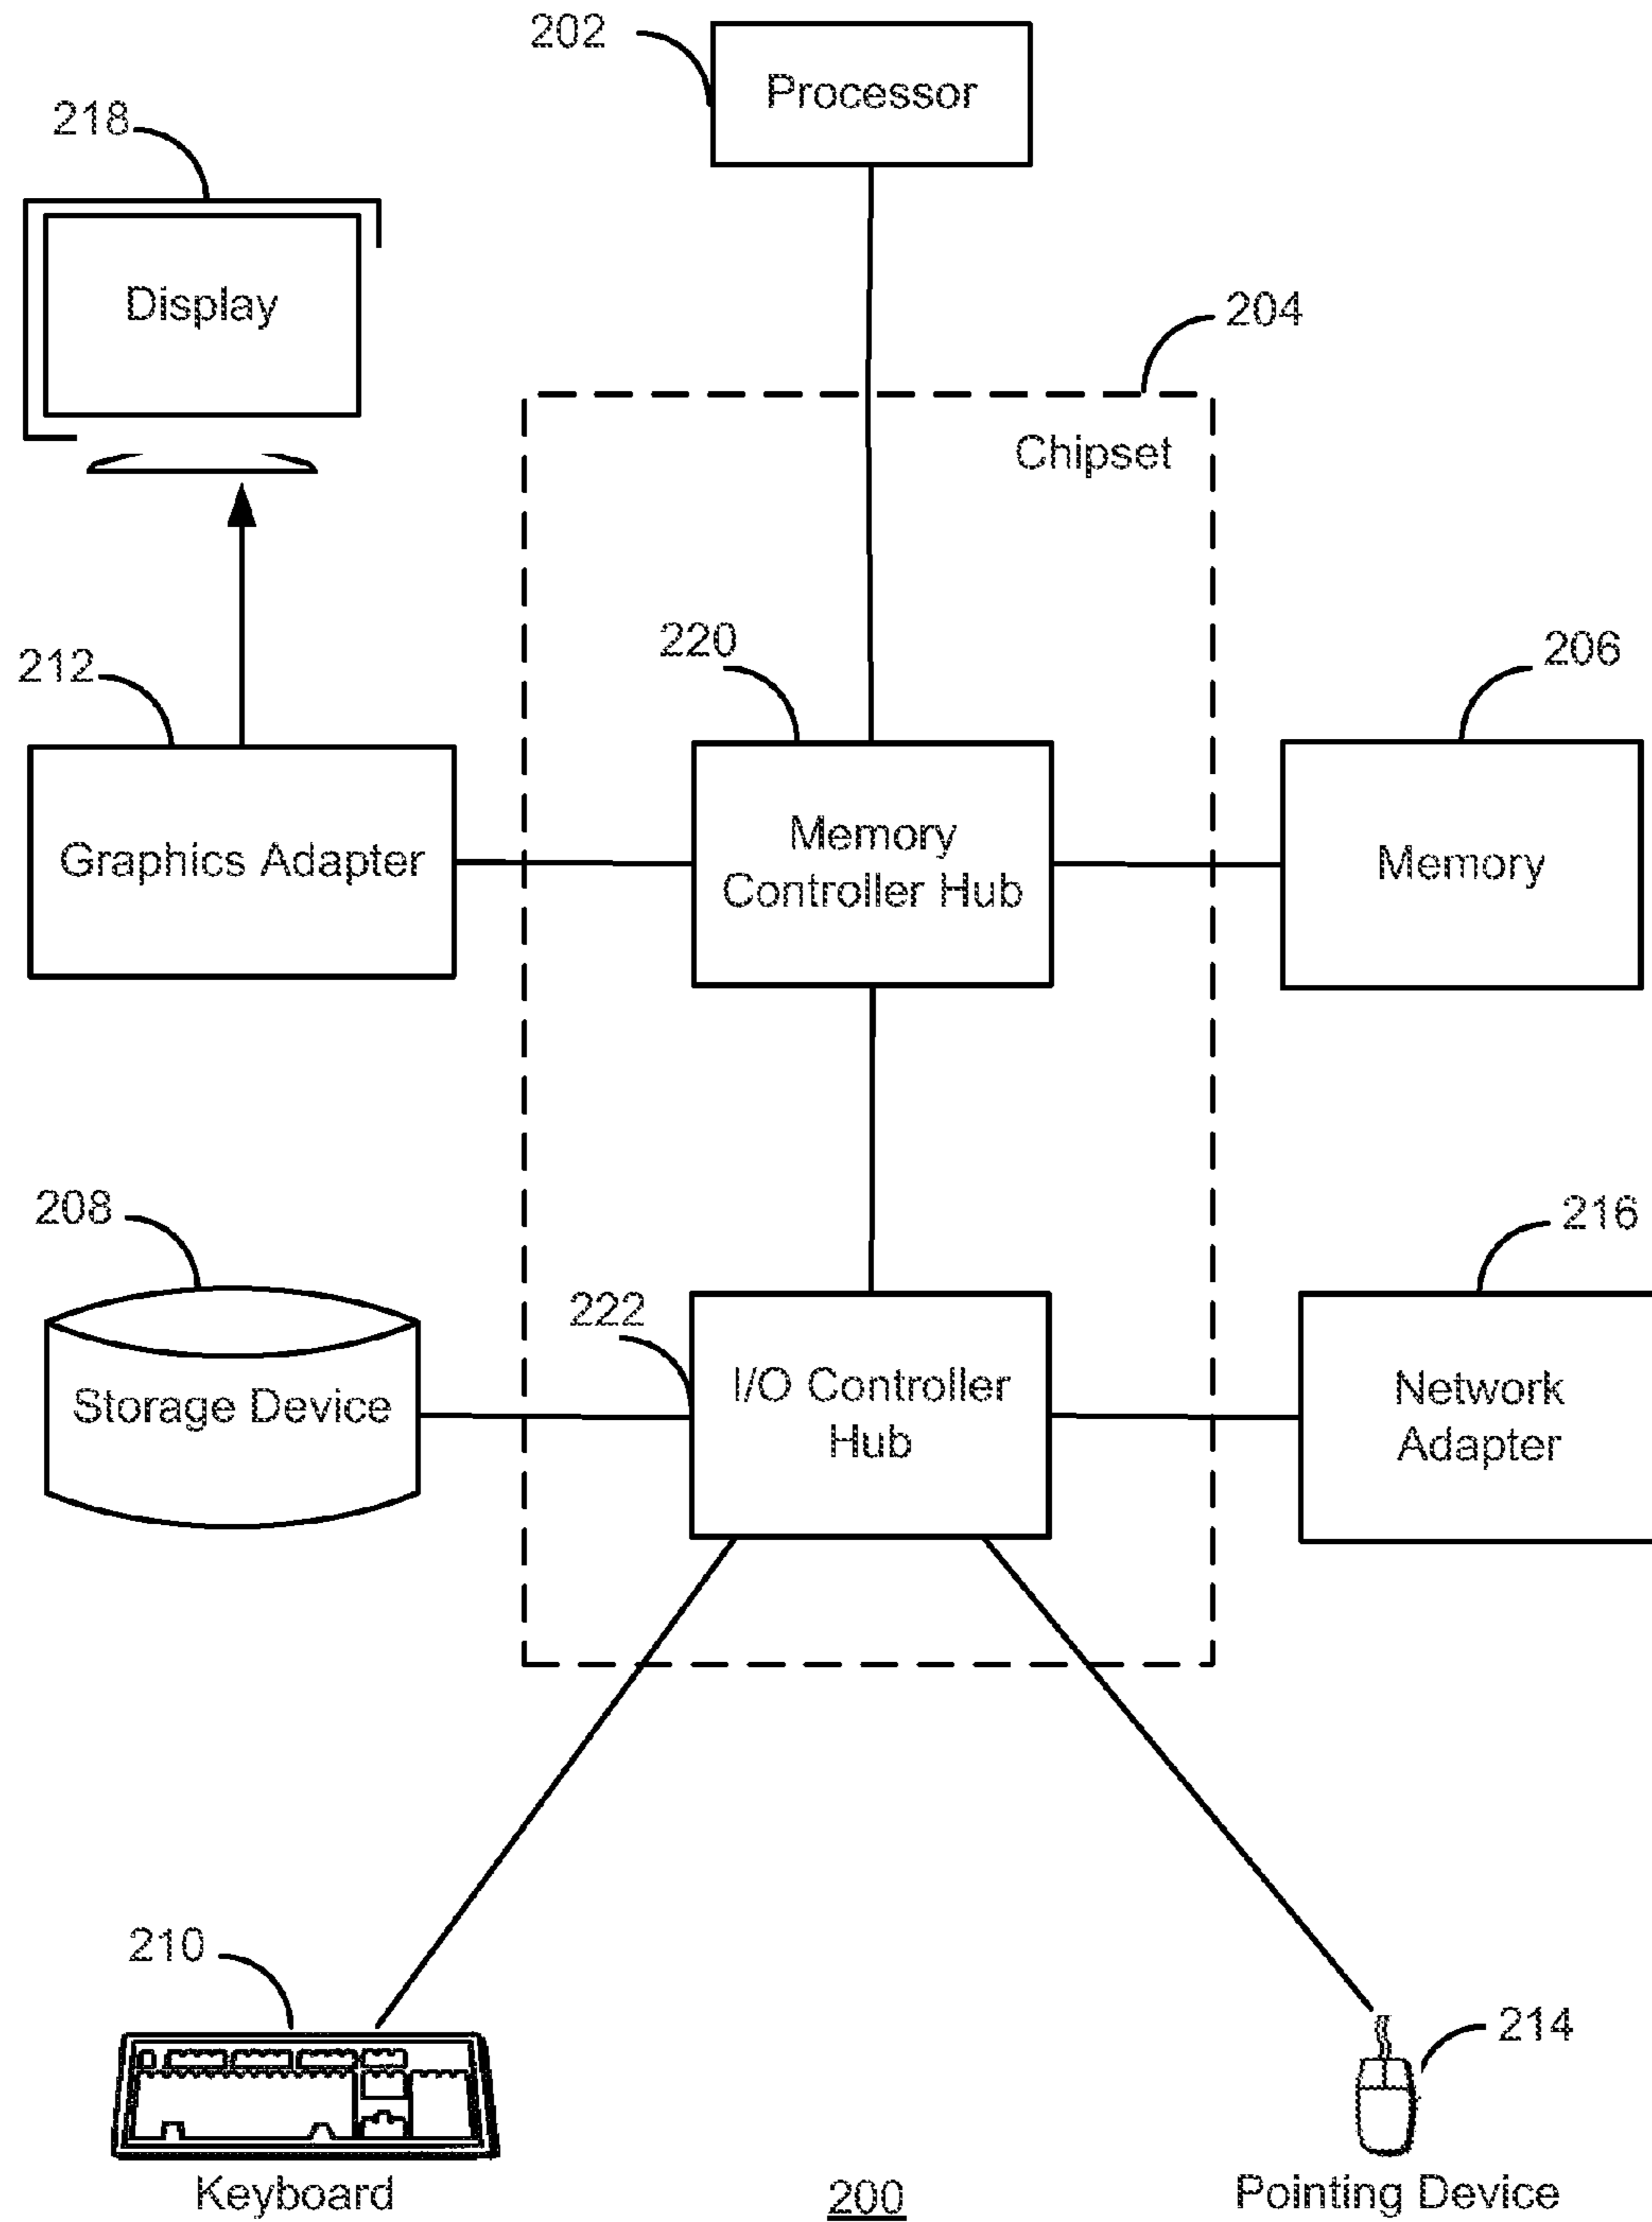 202
Processor
218
Display
204
Chipset
220
206
212
Memory
Controller Hub
Graphics Adapter
Memory
208
216
222
I/O Controller
Hub
Storage Device
Network
Adapter
210
214
Keyboard
200
Pointing Device